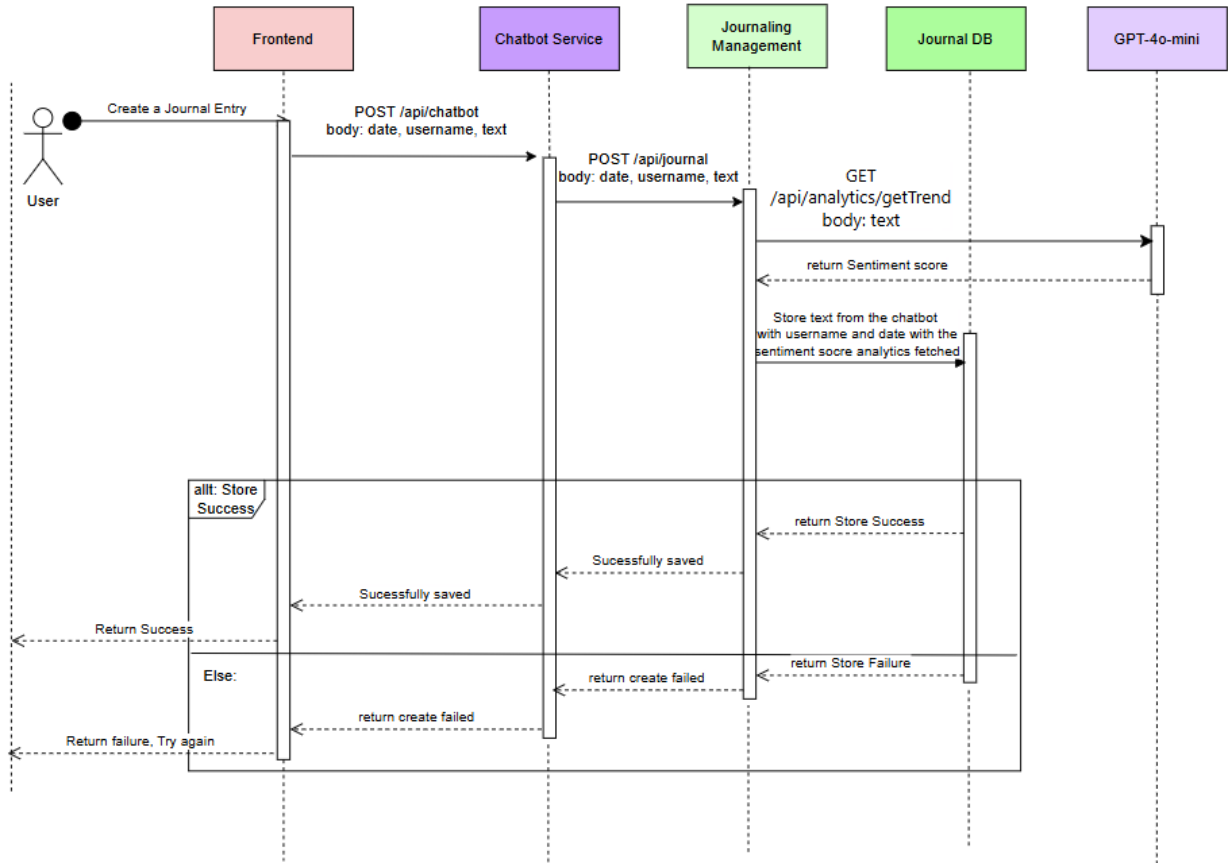 Frontend
Chatbot Service
Journaling
Management
Journal DB
GPT-4o-mini
Create a Journal Entry
User
POST /api/chatbot
body: date, username, text
POST /api/journal
body: date, username, text
GET
/api/analytics/getTrend
body: text
return Sentiment score
Store text from the chatbot
with username and date with the
sentiment socre analytics fetched
allt: Store
Success
return Store Success
Sucessfully saved
Sucessfully saved
Return Success
Else:
return Store Failure
return create failed
return create failed
Return failure, Try again